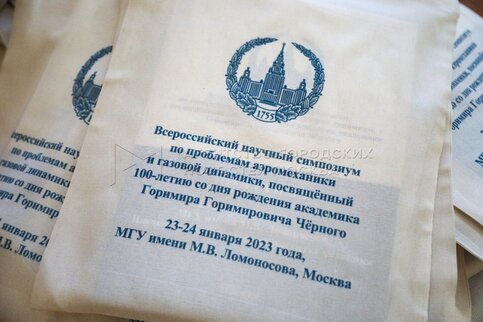 1755
Всероссийский научный симпозиум
по проблемам аэромеханики
и газовой динамики, посвящённый
100-летию со дня рождения академика
Горимира Горимировича Чёрного
23-24 января 2023 года,
МГУ имени М.В. Ломоносова, Москва